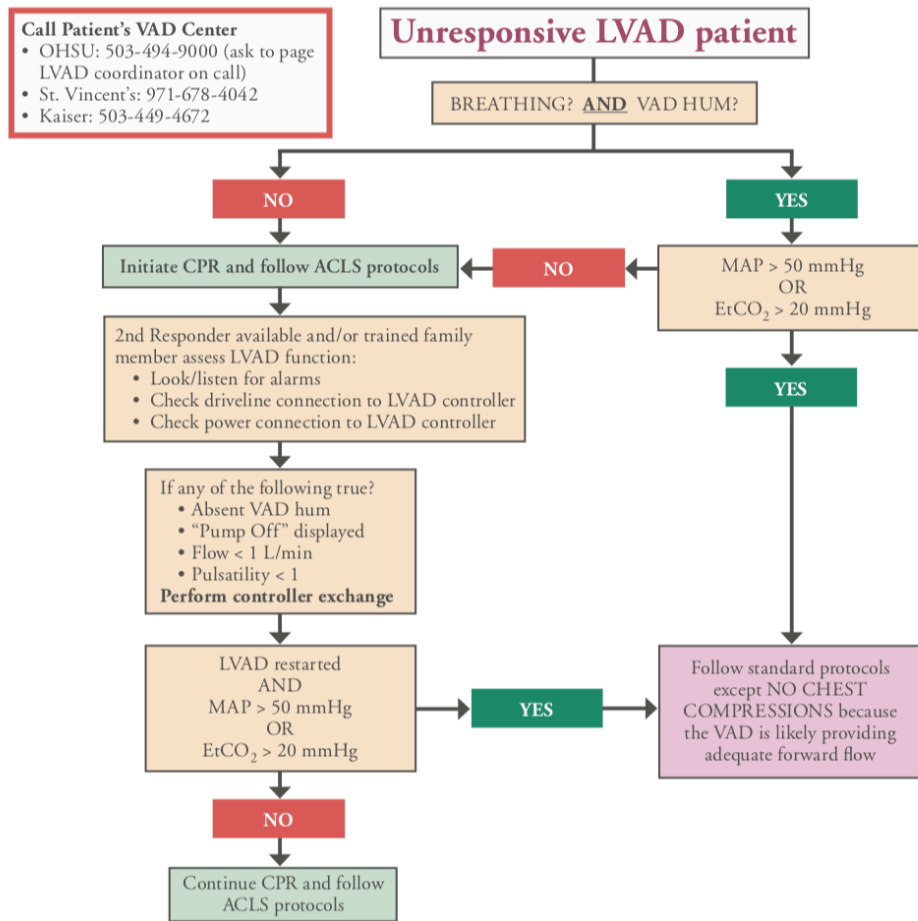 Call Patient's VAD Center
• OHSU: 503-494-9000 (ask to page
LVAD coordinator on call)
• St. Vincent's: 971-678-4042
• Kaiser: 503-449-4672
Unresponsive LVAD patient
BREATHING? AND VAD HUM?
NO
YES
Initiate CPR and follow ACLS protocols
NO
MAP > 50 mmHg
OR
EtCO₂ > 20 mmHg
2nd Responder available and/or trained family
member assess LVAD function:
• Look/listen for alarms
• Check driveline connection to LVAD controller
• Check power connection to LVAD controller
YES
If any of the following true?
• Absent VAD hum
• “Pump Off” displayed
• Flow < 1 L/min
• Pulsatility < 1
Perform controller exchange
LVAD restarted
AND
MAP > 50 mmHg
OR
EtCO₂ > 20 mmHg
YES
Follow standard protocols
except NO CHEST
COMPRESSIONS because
the VAD is likely providing
adequate forward flow
NO
Continue CPR and follow
ACLS protocols